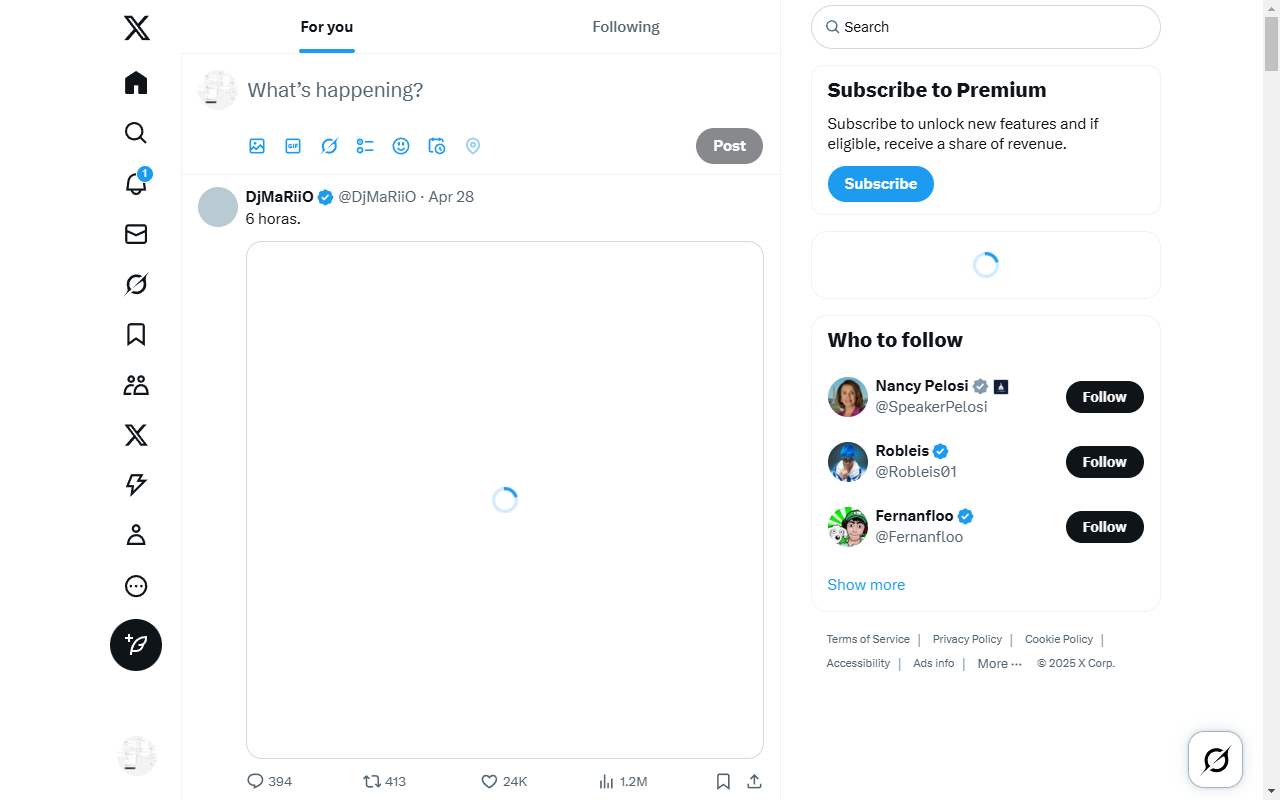 For you
Following
What's happening?
GIF
Post
1
DjMaRiiO @DjMaRiiO · Apr 28
6 horas.
394
413
24K
1.2M
Search
Subscribe to Premium
Subscribe to unlock new features and if
eligible, receive a share of revenue.
Subscribe
Who to follow
Nancy Pelosi
@SpeakerPelosi
Follow
Robleis
@Robleis01
Follow
Fernanfloo
@Fernanfloo
Follow
Show more
Terms of Service | Privacy Policy | Cookie Policy |
Accessibility | Ads info | More ··· © 2025 X Corp.